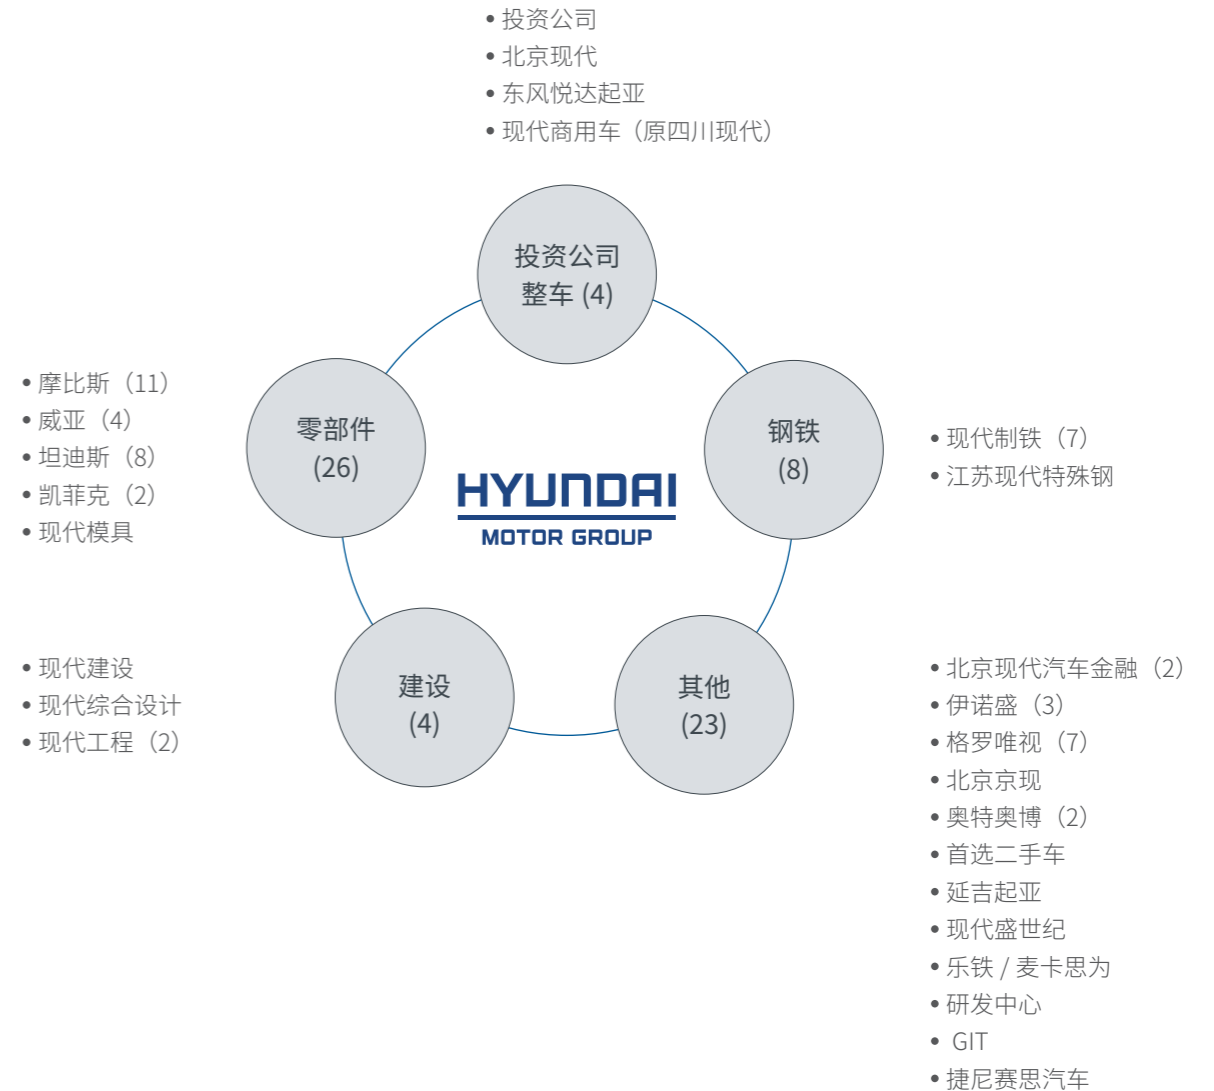 • 投资公司
• 北京现代
• 东风悦达起亚
• 现代商用车（原四川现代）
投资公司
整车 (4)
• 摩比斯（11）
• 威亚（4）
• 坦迪斯（8）
• 凯菲克（2）
• 现代模具
零部件
(26)
钢铁
(8)
• 现代制铁（7）
• 江苏现代特殊钢
HYUNDAI
MOTOR GROUP
• 现代建设
• 现代综合设计
• 现代工程（2）
建设
(4)
其他
(23)
• 北京现代汽车金融（2）
• 伊诺盛（3）
• 格罗唯视（7）
• 北京京现
• 奥特奥博（2）
• 首选二手车
• 延吉起亚
• 现代盛世纪
• 乐铁 / 麦卡思为
• 研发中心
• GIT
• 捷尼赛思汽车